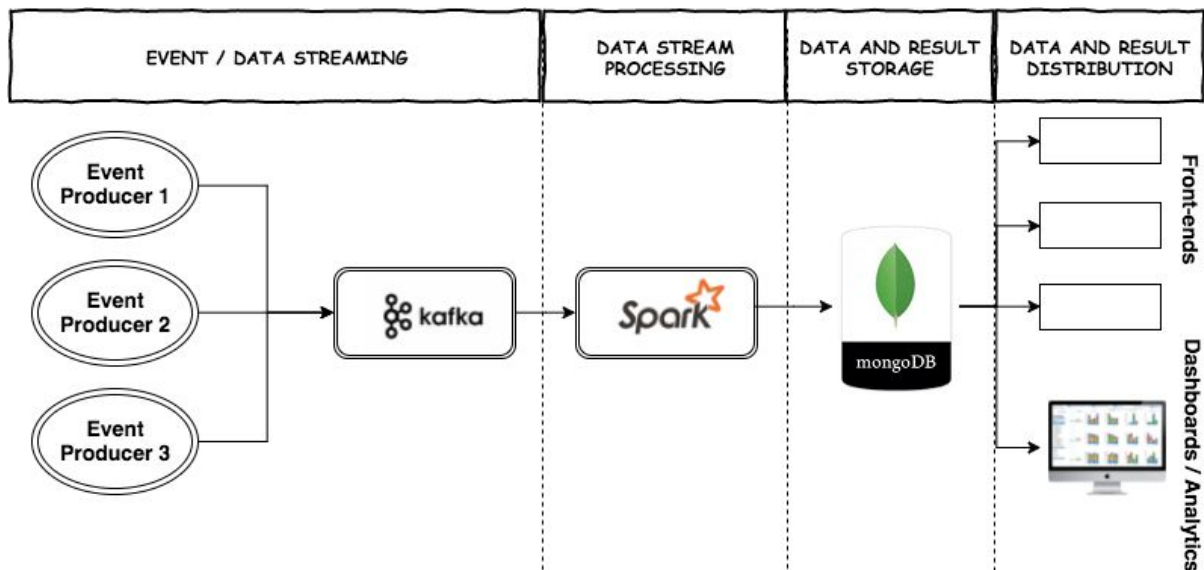 EVENT / DATA STREAMING
DATA STREAM
PROCESSING
DATA AND RESULT
STORAGE
DATA AND RESULT
DISTRIBUTION
Event
Producer 1
Event
Producer 2
Event
Producer 3
kafka
Spark
mongoDB
Front-ends
Dashboards / Analytics